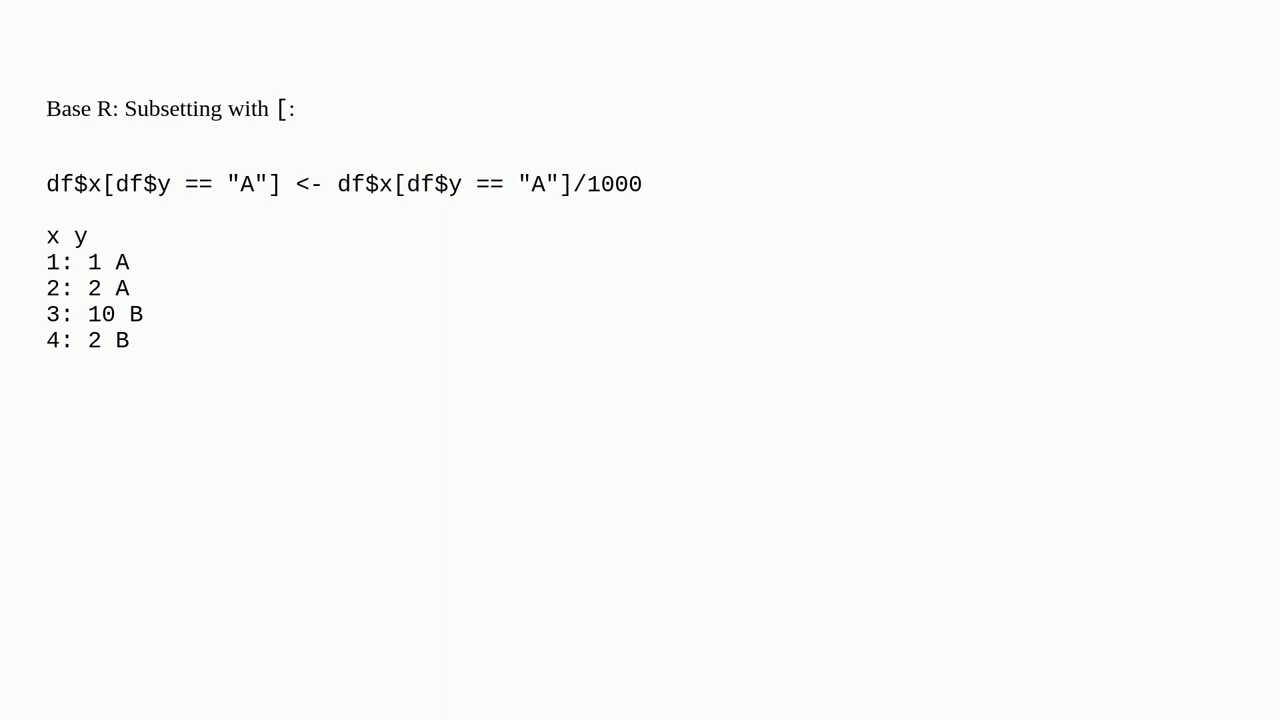 Base R: Subsetting with [:
df$x[df$y == "A"] <- df$x[df$y == "A"]/1000
x y
1: 1 A
2: 2 A
3: 10 B
4: 2 B